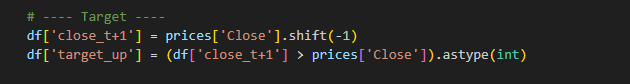 # ---- Target ----
df['close_t+1'] = prices['Close'].shift(-1)
df['target_up'] = (df['close_t+1'] > prices['Close']).astype(int)